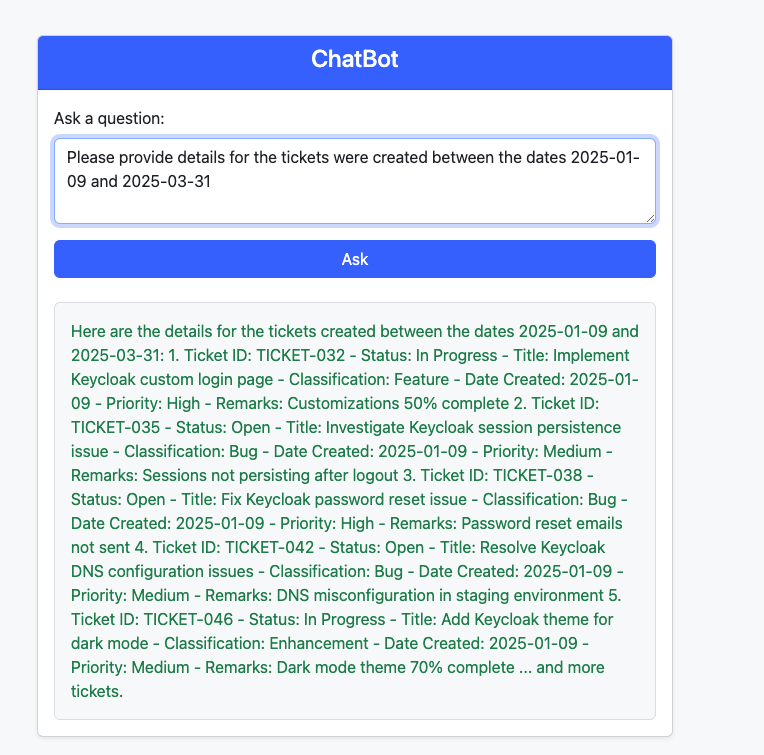 ChatBot
Ask a question:
Please provide details for the tickets were created between the dates 2025-01-
09 and 2025-03-31
Ask
Here are the details for the tickets created between the dates 2025-01-09 and
2025-03-31: 1. Ticket ID: TICKET-032 - Status: In Progress - Title: Implement
Keycloak custom login page - Classification: Feature - Date Created: 2025-01-
09 - Priority: High - Remarks: Customizations 50% complete 2. Ticket ID:
TICKET-035 - Status: Open - Title: Investigate Keycloak session persistence
issue - Classification: Bug - Date Created: 2025-01-09 - Priority: Medium -
Remarks: Sessions not persisting after logout 3. Ticket ID: TICKET-038 -
Status: Open - Title: Fix Keycloak password reset issue - Classification: Bug -
Date Created: 2025-01-09 - Priority: High - Remarks: Password reset emails
not sent 4. Ticket ID: TICKET-042 - Status: Open - Title: Resolve Keycloak
DNS configuration issues - Classification: Bug - Date Created: 2025-01-09 -
Priority: Medium - Remarks: DNS misconfiguration in staging environment 5.
Ticket ID: TICKET-046 - Status: In Progress - Title: Add Keycloak theme for
dark mode - Classification: Enhancement - Date Created: 2025-01-09 -
Priority: Medium - Remarks: Dark mode theme 70% complete ... and more
tickets.